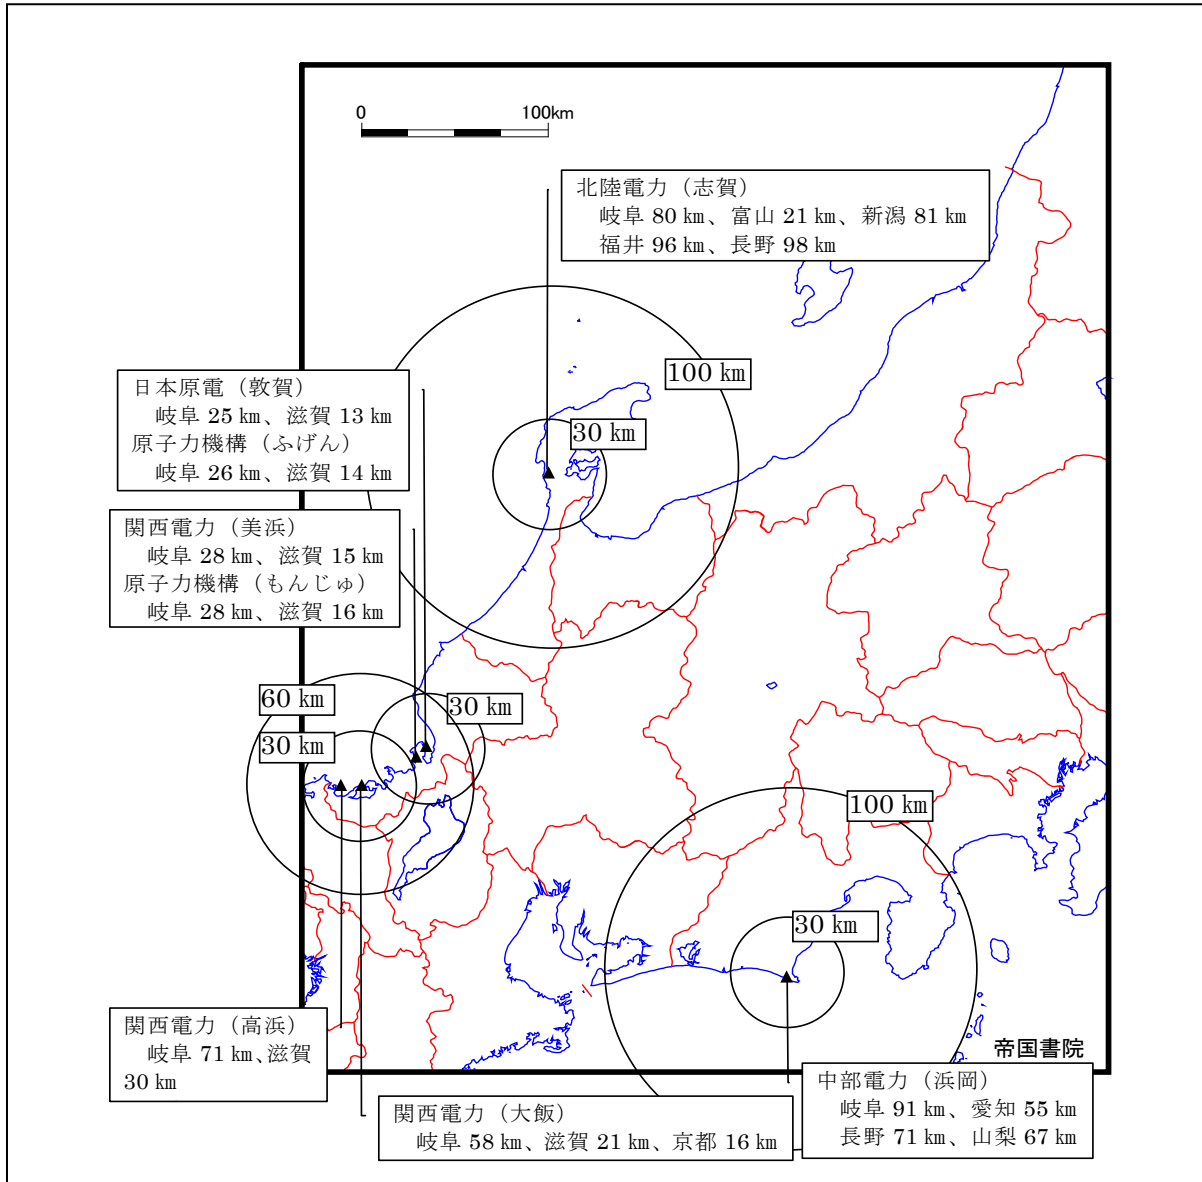 0 100km
北陸電力（志賀）
岐阜 80 ㎞、富山 21 ㎞、新潟 81 ㎞
福井 96 ㎞、長野 98 ㎞
100 ㎞
日本原電（敦賀）
岐阜 25 ㎞、滋賀 13 ㎞
原子力機構（ふげん）
岐阜 26 ㎞、滋賀 14 ㎞
30 ㎞
関西電力（美浜）
岐阜 28 ㎞、滋賀 15 ㎞
原子力機構（もんじゅ）
岐阜 28 ㎞、滋賀 16 ㎞
60 ㎞
30 ㎞
30 ㎞
100 ㎞
30 ㎞
関西電力（高浜）
岐阜 71 ㎞、滋賀
30 ㎞
帝国書院
関西電力（大飯）
岐阜 58 ㎞、滋賀 21 ㎞、京都 16 ㎞
中部電力（浜岡）
岐阜 91 ㎞、愛知 55 ㎞
長野 71 ㎞、山梨 67 ㎞